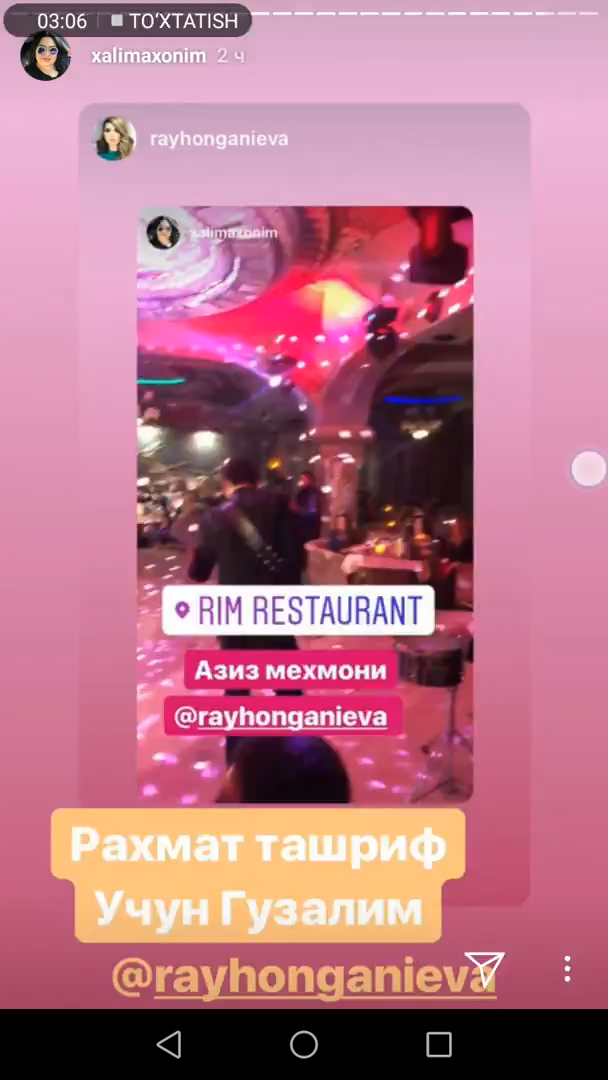 03:06 TO‘XTATISH
xalimaxonim 2 ч
rayhonganieva
xalimaxonim
RIM RESTAURANT
Азиз мехмони
@rayhonganieva
Рахмат ташриф
Учун Гузалим
@rayhonganieva